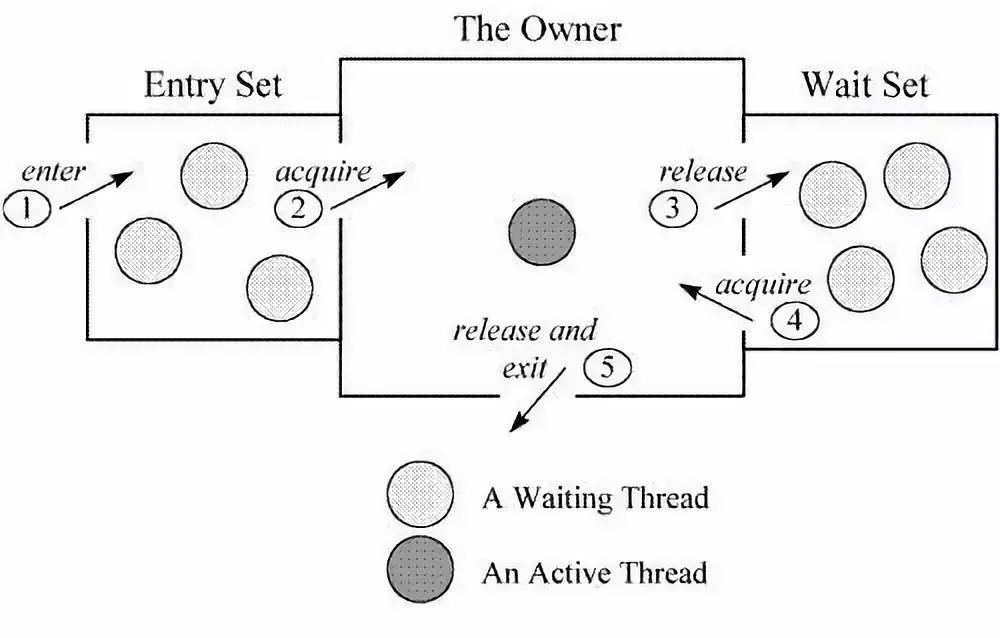 The Owner
Entry Set
Wait Set
enter
1
acquire
2
release
3
acquire
4
release and
exit
5
A Waiting Thread
An Active Thread